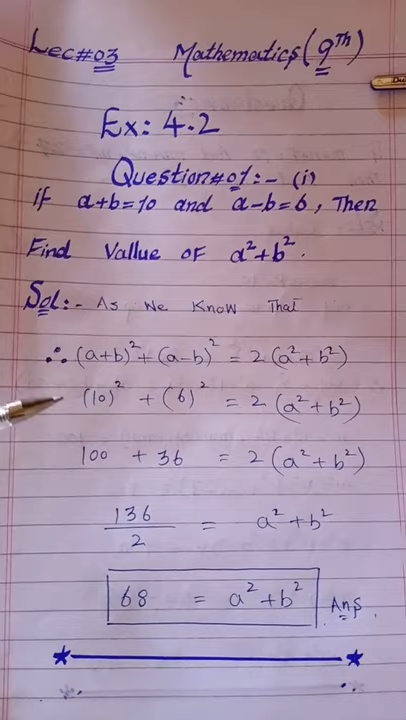 Lec#03 Mathematics(9Th)
Ex: 4.2
Question#01:- (i)
if a+b=10 and a-b=6, Then
Find Vallue OF a²+b².
Sol:- As We Know That
∴ (a+b)²+(a-b)² = 2(a²+b²)
(10)² + (6)² = 2(a²+b²)
100 + 36 = 2(a²+b²)
136/2 = a²+b²
68 = a²+b² Ans.